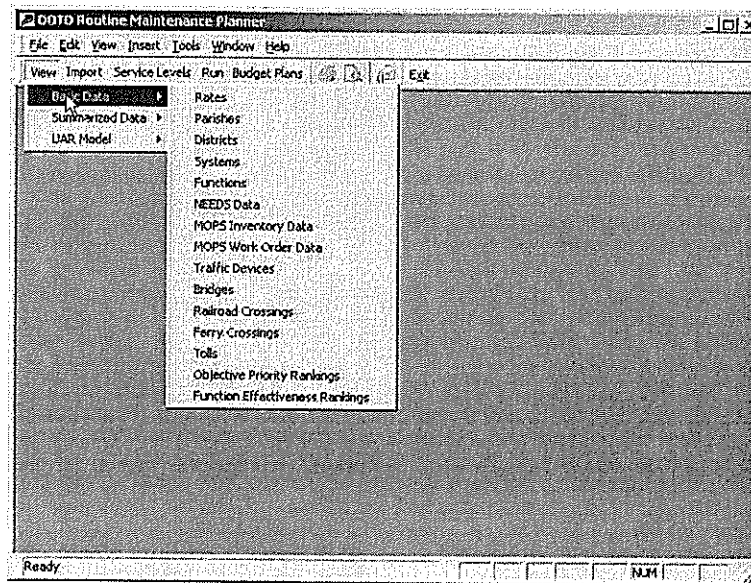 DOTD Routine Maintenance Planner
File Edit View Insert Tools Window Help
View Import Service Levels Run Budget Plans Exit
Basic Data
Summarized Data
UAR Model
Rates
Parishes
Districts
Systems
Functions
NEEDS Data
MOPS Inventory Data
MOPS Work Order Data
Traffic Devices
Bridges
Railroad Crossings
Ferry Crossings
Tolls
Objective Priority Rankings
Function Effectiveness Rankings
Ready NUM